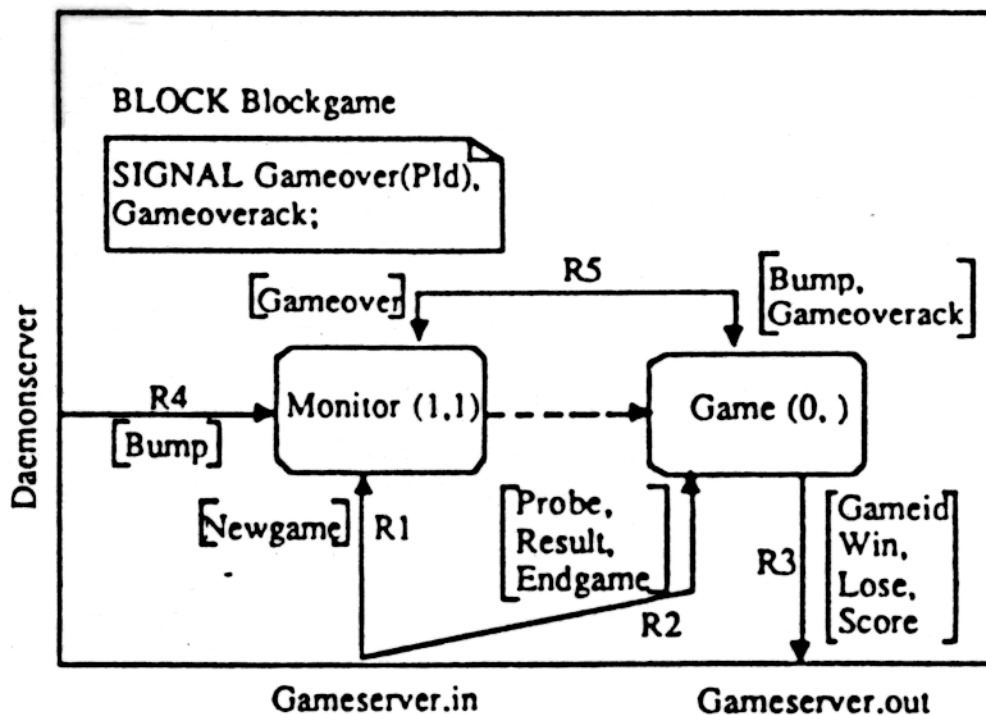 BLOCK Blockgame
SIGNAL Gameover(PId),
Gameoverack;
R5
[Gameover]
[Bump,
Gameoverack]
Daemonserver
R4
[Bump]
Monitor (1,1)
Game (0, )
[Newgame]
R1
[Probe,
Result,
Endgame]
R2
R3
[Gameid
Win,
Lose,
Score]
Gameserver.in
Gameserver.out